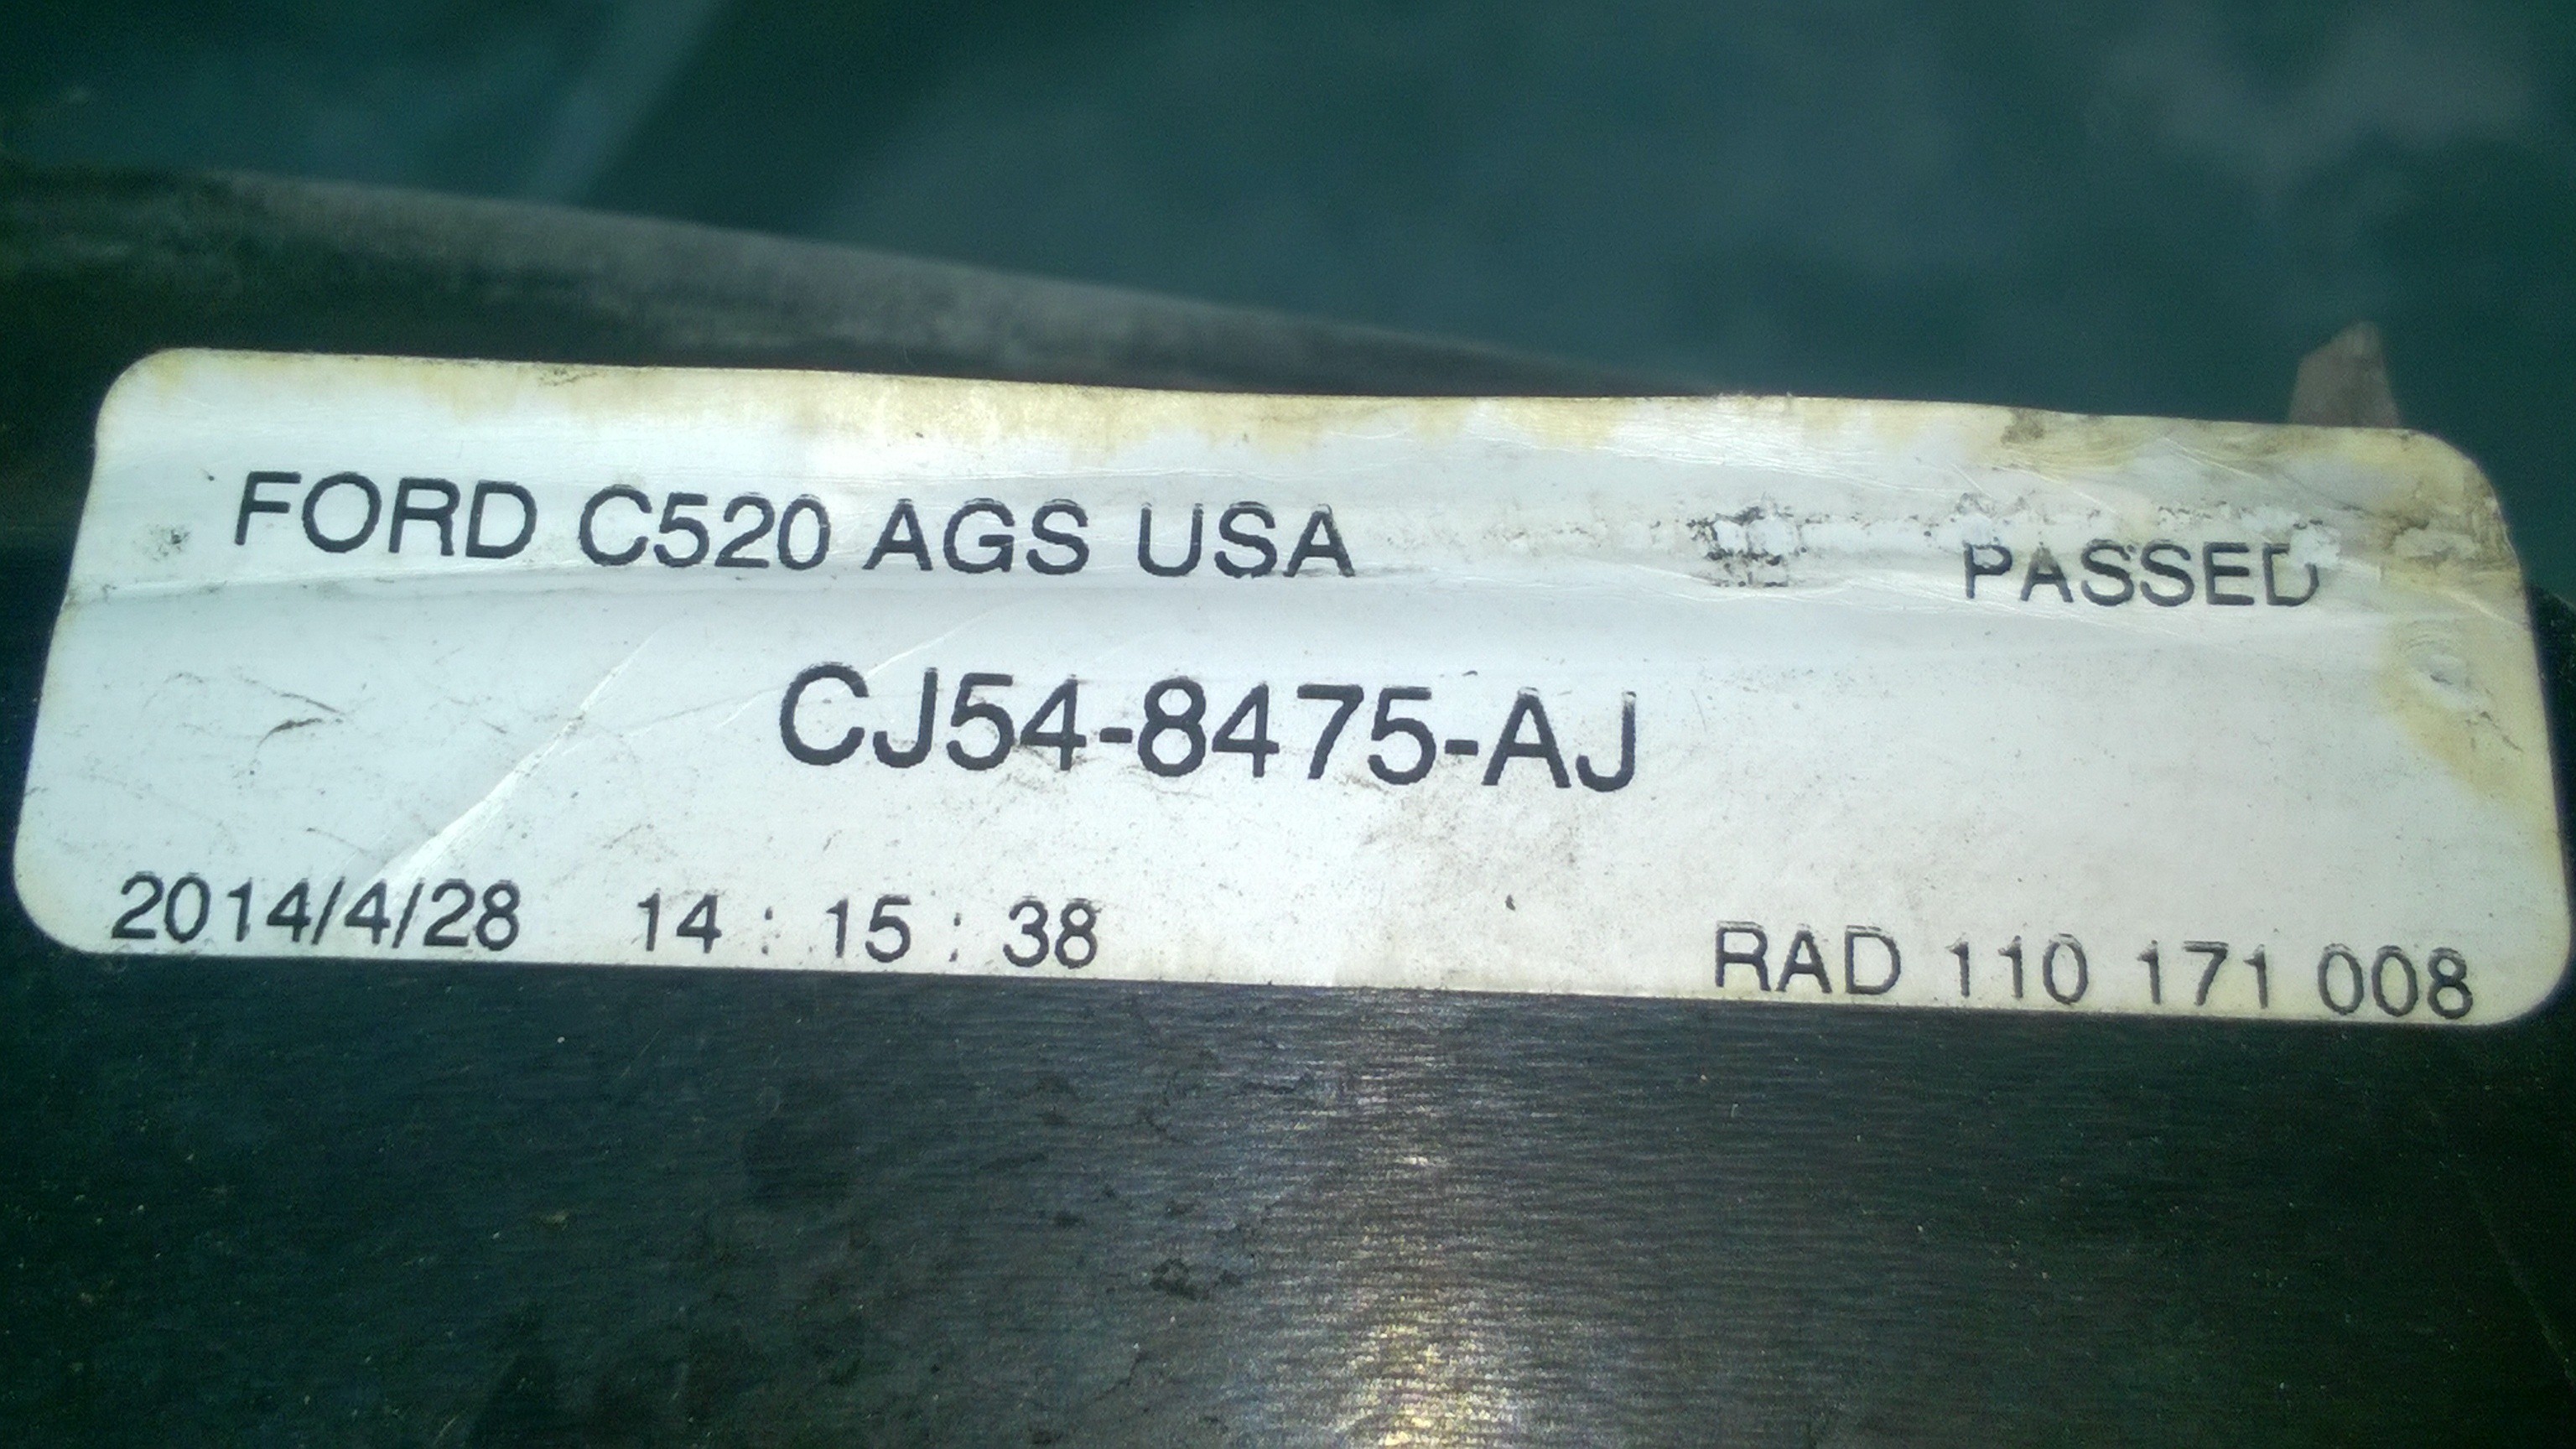 FORD C520 AGS USA PASSED
CJ54-8475-AJ
2014/4/28 14 : 15 : 38 RAD 110 171 008